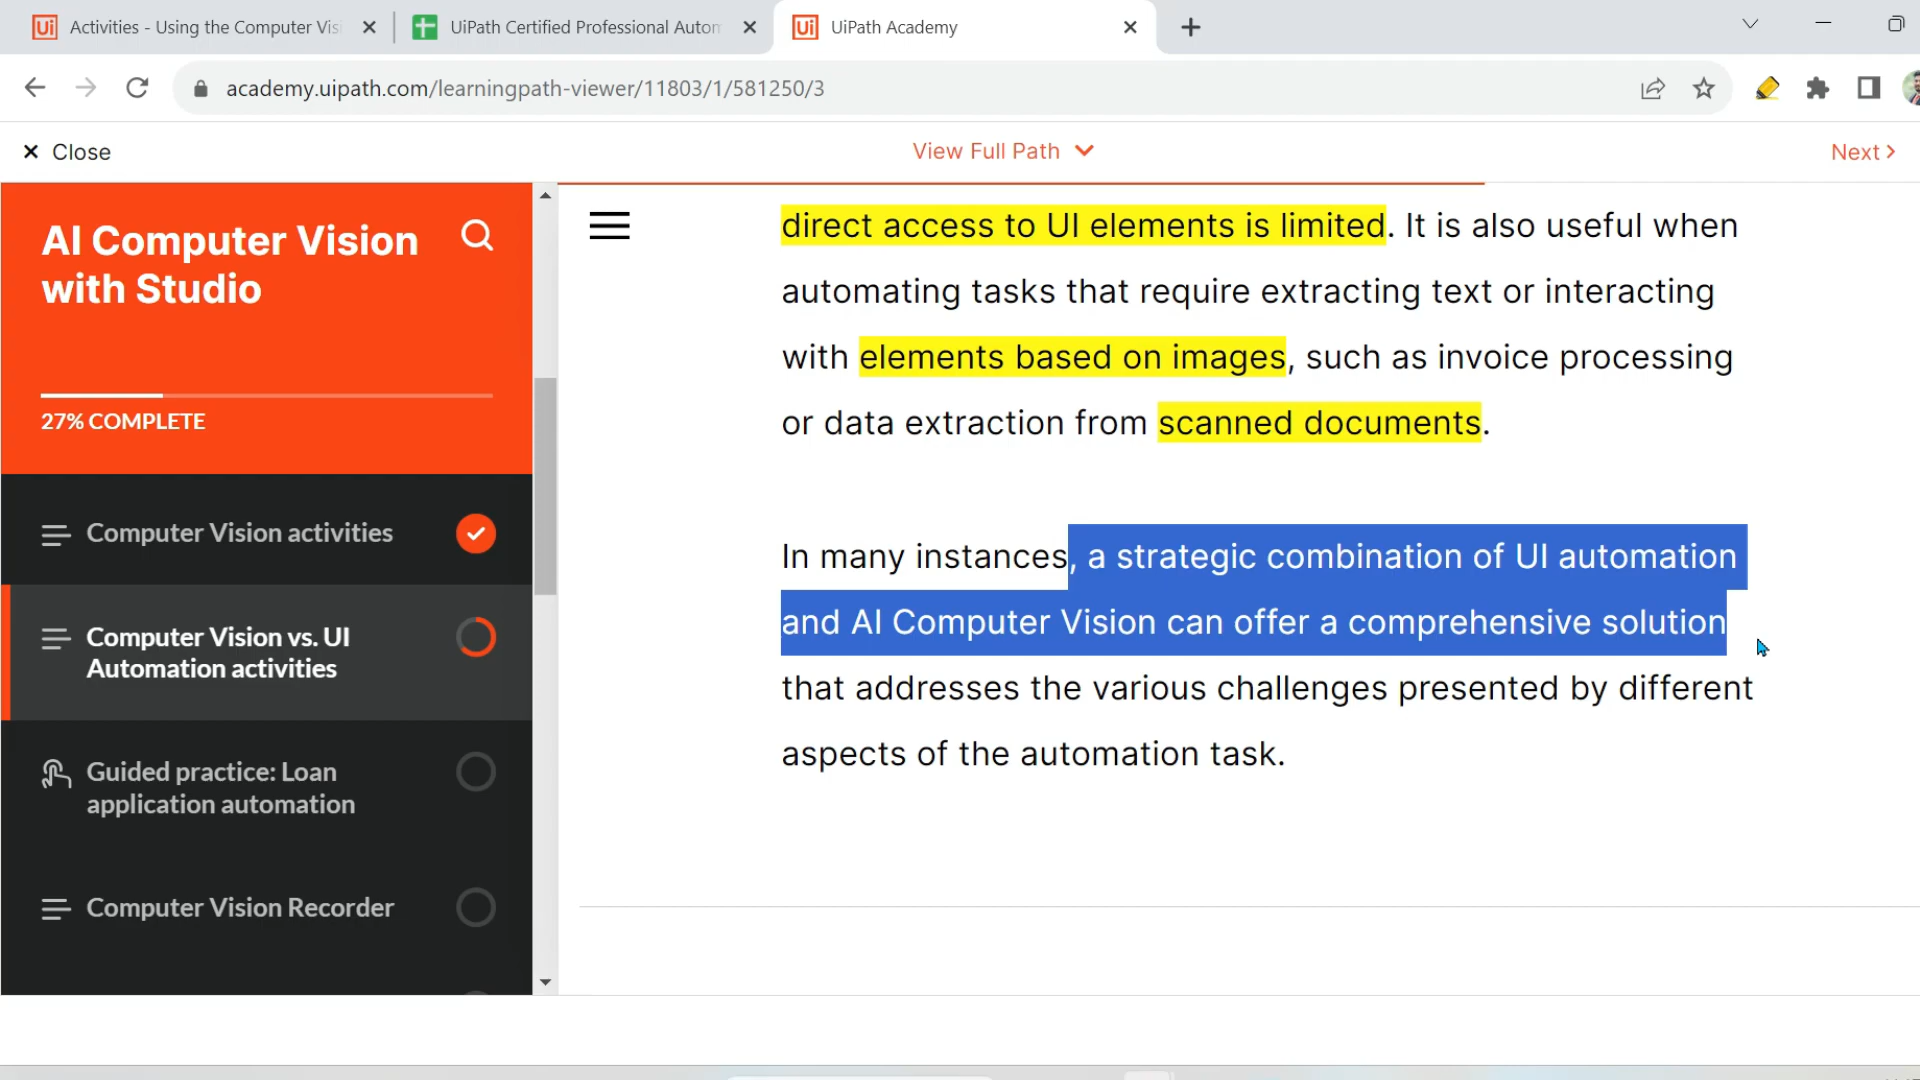 Activities - Using the Computer Vis
UiPath Certified Professional Autom
UiPath Academy
academy.uipath.com/learningpath-viewer/11803/1/581250/3
Close
View Full Path
Next
AI Computer Vision
with Studio
27% COMPLETE
Computer Vision activities
Computer Vision vs. UI
Automation activities
Guided practice: Loan
application automation
Computer Vision Recorder
direct access to UI elements is limited. It is also useful when
automating tasks that require extracting text or interacting
with elements based on images, such as invoice processing
or data extraction from scanned documents.
In many instances, a strategic combination of UI automation
and AI Computer Vision can offer a comprehensive solution
that addresses the various challenges presented by different
aspects of the automation task.